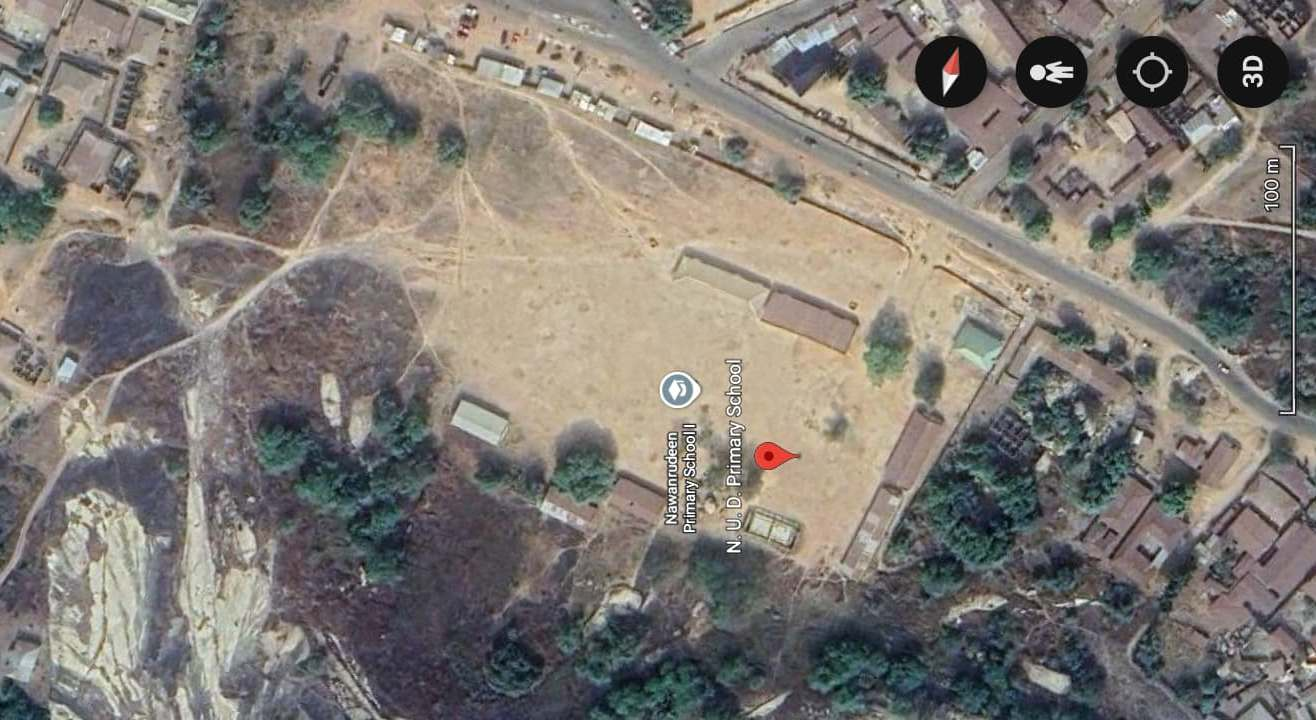 3D
100 m
Nawanrudeen
Primary School I
N. U. D. Primary School